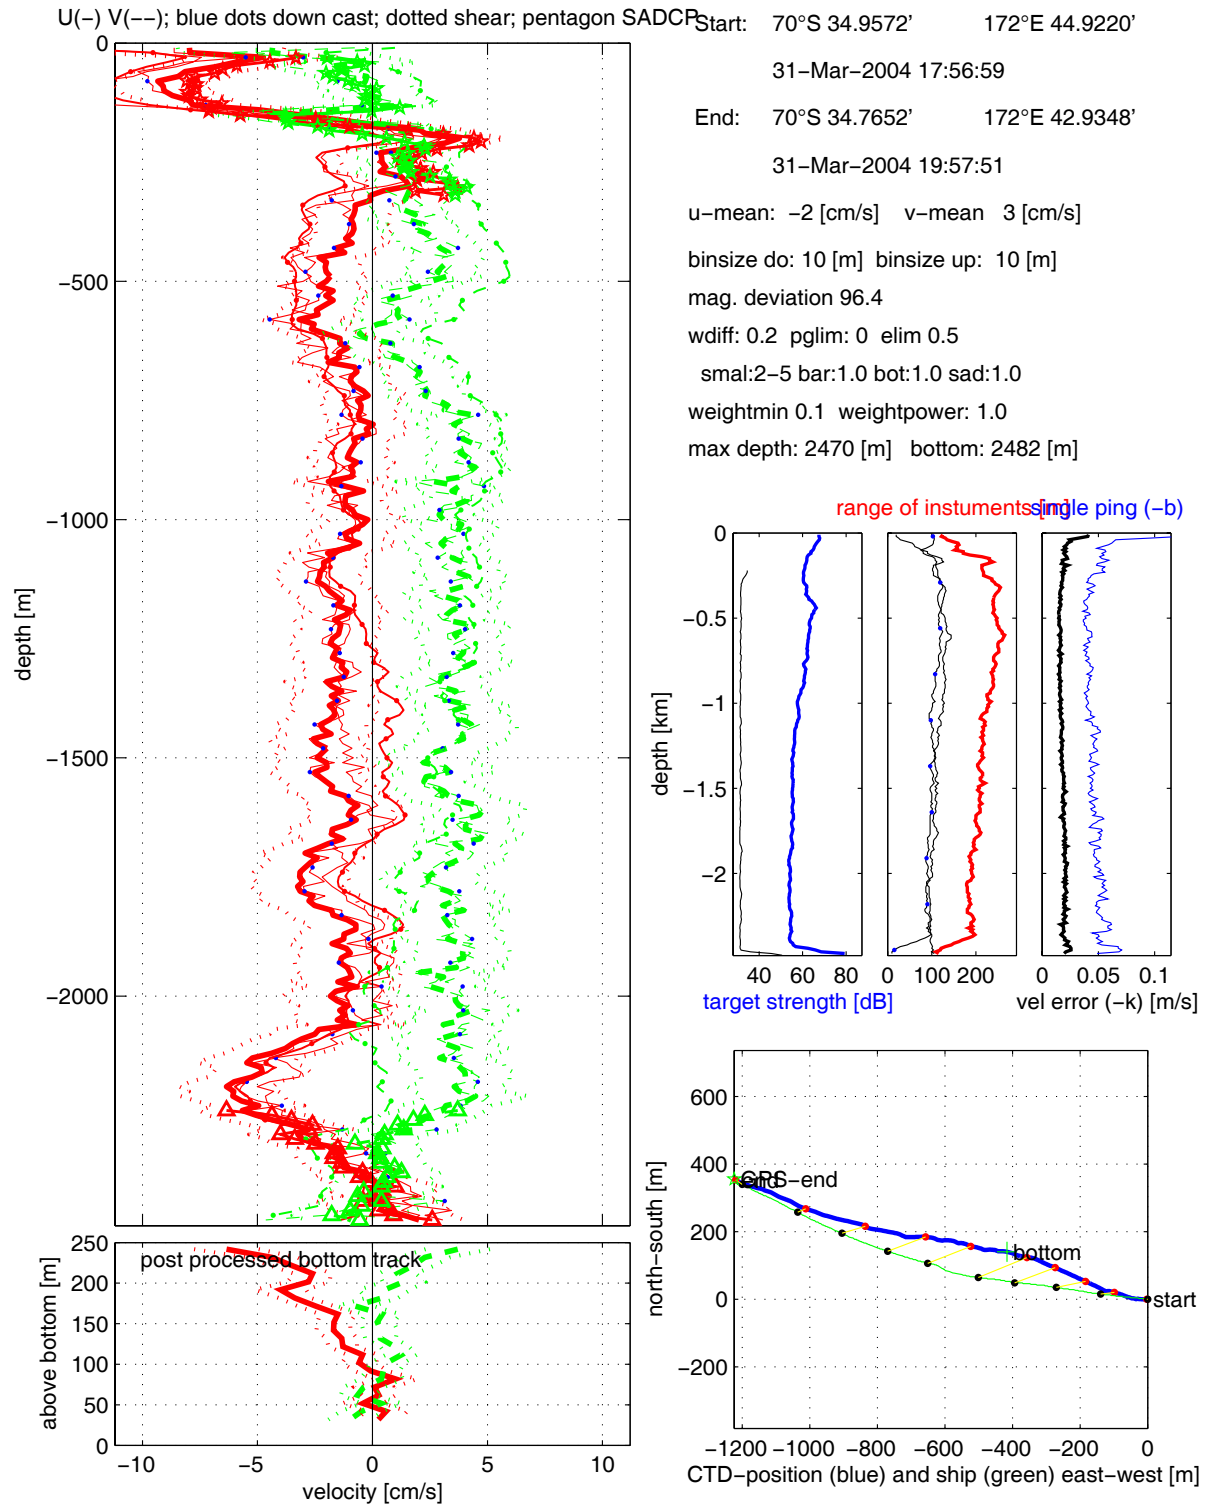 U(−) V(−−); blue dots down cast; dotted shear; pentagon SADCP
Start: 70°S 34.9572’ 172°E 44.9220’
31−Mar−2004 17:56:59
End: 70°S 34.7652’ 172°E 42.9348’
31−Mar−2004 19:57:51
u−mean: −2 [cm/s] v−mean 3 [cm/s]
binsize do: 10 [m] binsize up: 10 [m]
mag. deviation 96.4
wdiff: 0.2 pglim: 0 elim 0.5
smal:2−5 bar:1.0 bot:1.0 sad:1.0
weightmin 0.1 weightpower: 1.0
max depth: 2470 [m] bottom: 2482 [m]
0
−500
−1000
−1500
−2000
depth [m]
post processed bottom track
250
200
150
100
50
0
above bottom [m]
−10 −5 0 5 10
velocity [cm/s]
range of instuments [m]
single ping (−b)
0
−0.5
−1
−1.5
−2
depth [km]
40 60 80
target strength [dB]
0 100 200
0 0.05 0.1
vel error (−k) [m/s]
600
400
200
0
−200
north−south [m]
GPS−end
end
bottom
start
−1200 −1000 −800 −600 −400 −200 0
CTD−position (blue) and ship (green) east−west [m]